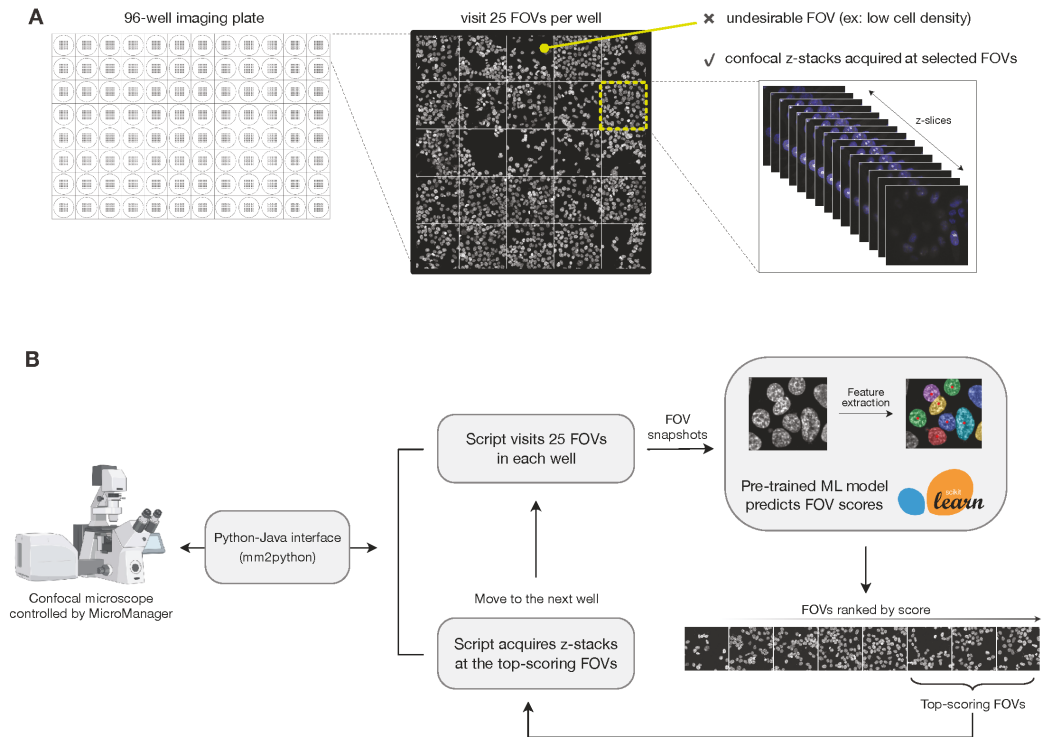 A
96-well imaging plate
visit 25 FOVs per well
undesirable FOV (ex: low cell density)
confocal z-stacks acquired at selected FOVs
z-slices
B
Confocal microscope
controlled by MicroManager
Python-Java interface
(mm2python)
Script visits 25 FOVs
in each well
Move to the next well
Script acquires z-stacks
at the top-scoring FOVs
FOV
snapshots
Feature
extraction
Pre-trained ML model
predicts FOV scores
scikit
learn
FOVs ranked by score
Top-scoring FOVs